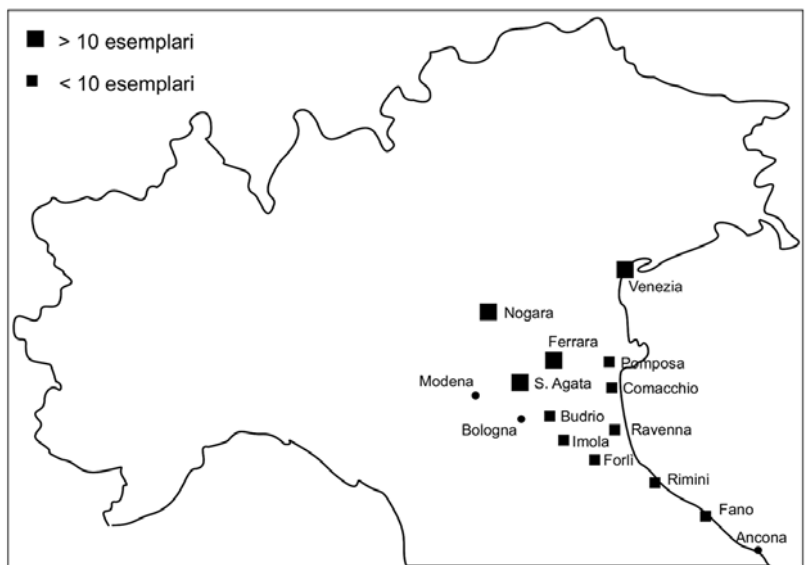 > 10 esemplari
< 10 esemplari
Venezia
Nogara
Ferrara
Pomposa
Modena
S. Agata
Comacchio
Budrio
Bologna
Ravenna
Imola
Forlì
Rimini
Fano
Ancona